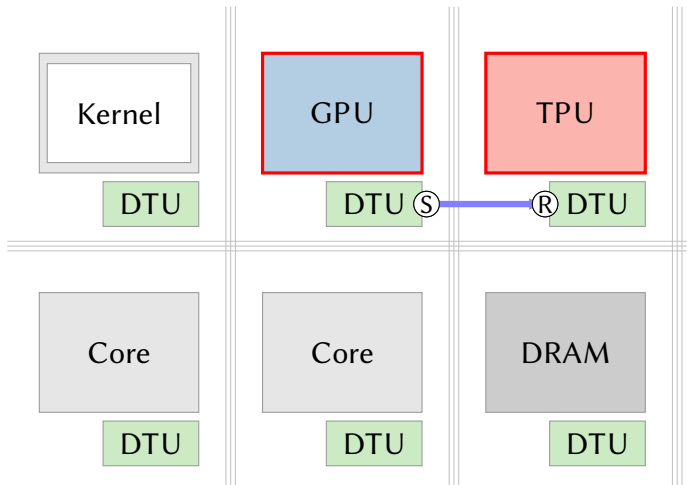 Kernel
GPU
TPU
DTU
DTU
S
R
DTU
Core
Core
DRAM
DTU
DTU
DTU